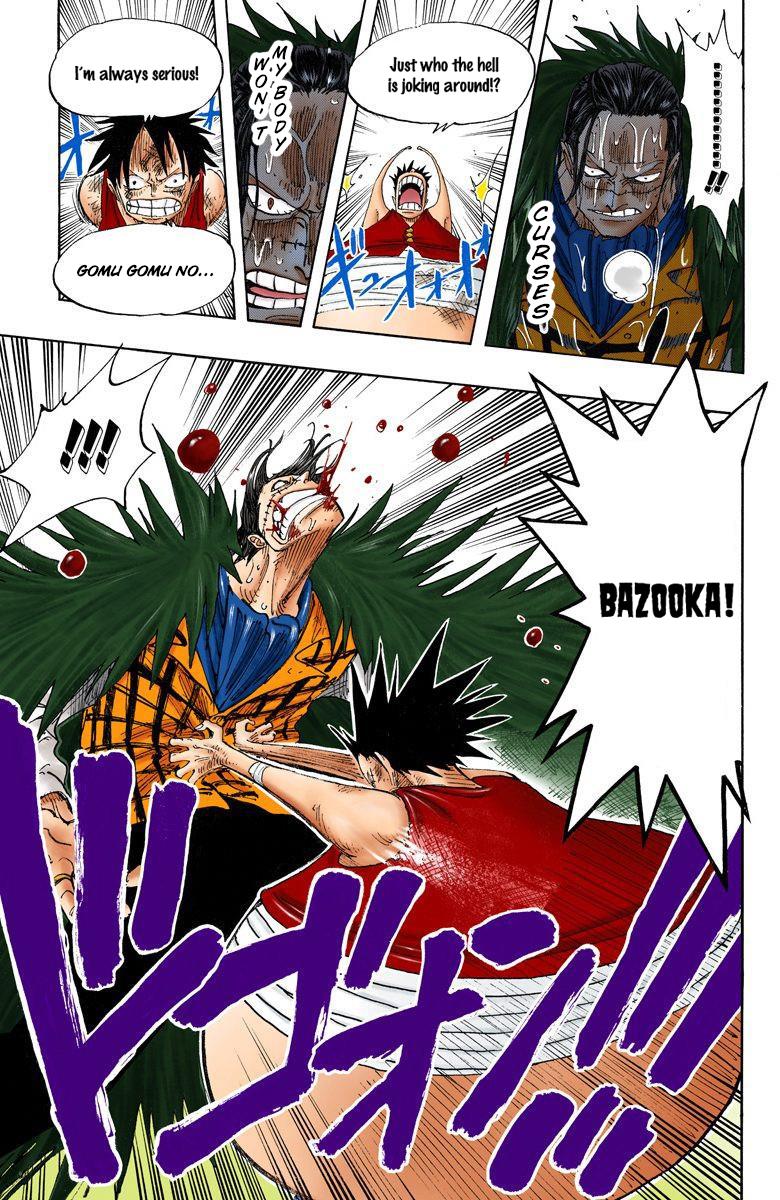 ...........!!
CURSES
Just who the hell
is joking around!?
ギュオオオ
MY BODY
WON'T
I'm always serious!
GOMU GOMU NO...
BAZOOKA!
!!!
ドゴォン!!!